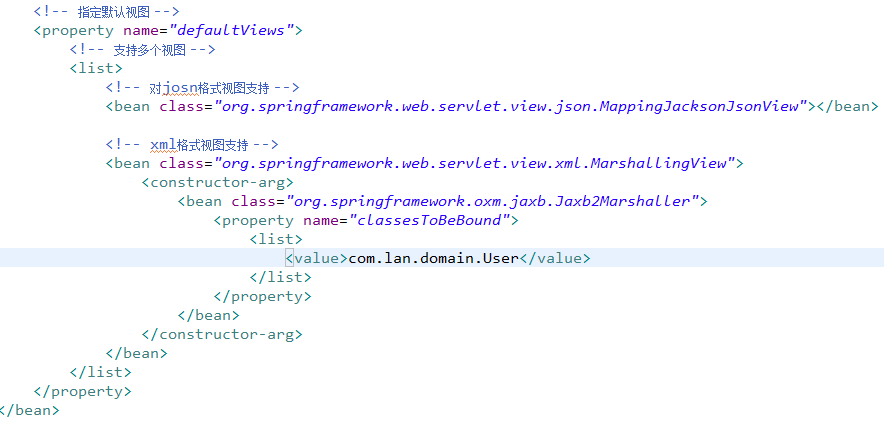 <!-- 指定默认视图 -->
<property name="defaultViews">
<!-- 支持多个视图 -->
<list>
<!-- 对josn格式视图支持 -->
<bean class="org.springframework.web.servlet.view.json.MappingJacksonJsonView"></bean>
<!-- xml格式视图支持 -->
<bean class="org.springframework.web.servlet.view.xml.MarshallingView">
<constructor-arg>
<bean class="org.springframework.oxm.jaxb.Jaxb2Marshaller">
<property name="classesToBeBound">
<list>
<value>com.lan.domain.User</value>
</list>
</property>
</bean>
</constructor-arg>
</bean>
</list>
</property>
</bean>